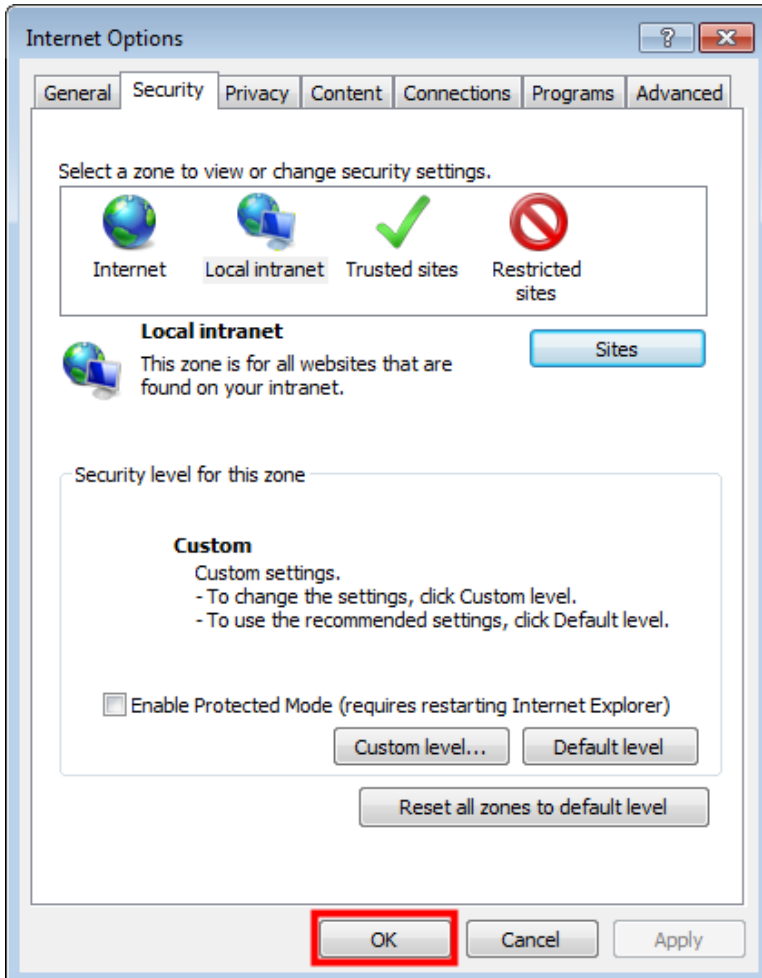 Internet Options
General Security Privacy Content Connections Programs Advanced
Select a zone to view or change security settings.
Internet Local intranet Trusted sites Restricted
sites
Local intranet
Sites
This zone is for all websites that are
found on your intranet.
Security level for this zone
Custom
Custom settings.
- To change the settings, click Custom level.
- To use the recommended settings, click Default level.
Enable Protected Mode (requires restarting Internet Explorer)
Custom level... Default level
Reset all zones to default level
OK Cancel Apply